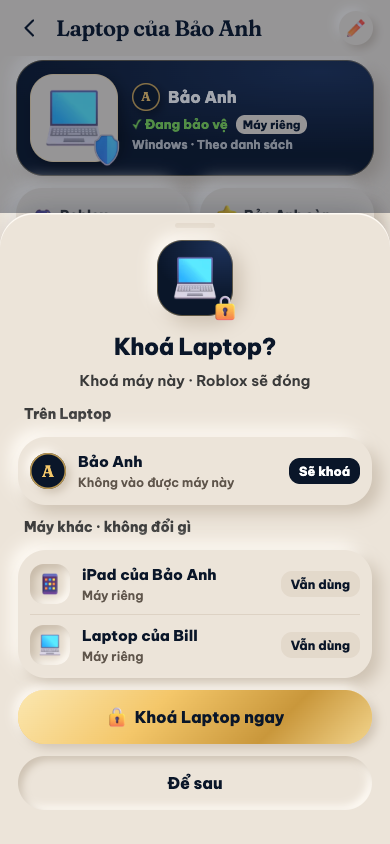 Laptop của Bảo Anh
A Bảo Anh
✓ Đang bảo vệ Máy riêng
Windows · Theo danh sách
Khoá Laptop?
Khoá máy này · Roblox sẽ đóng
Trên Laptop
A Bảo Anh Sẽ khoá
Không vào được máy này
Máy khác · không đổi gì
iPad của Bảo Anh
Máy riêng
Vẫn dùng
Laptop của Bill
Máy riêng
Vẫn dùng
Khoá Laptop ngay
Để sau